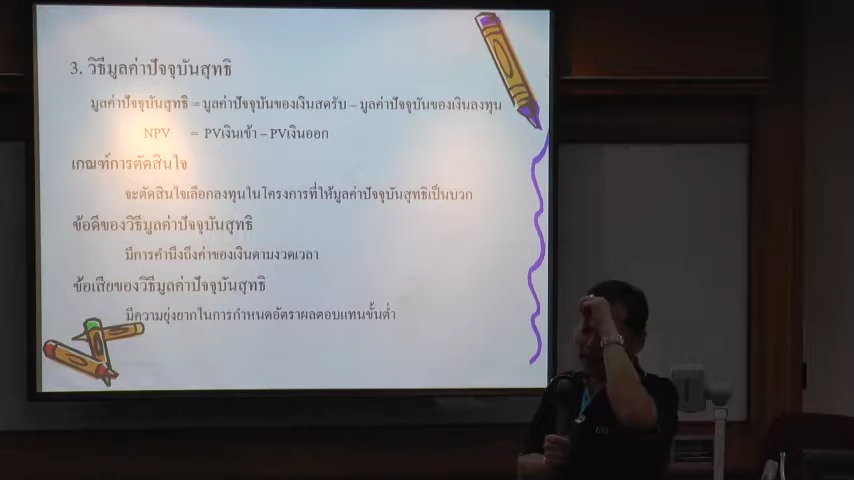 3. วิธีมูลค่าปัจจุบันสุทธิ
มูลค่าปัจจุบันสุทธิ = มูลค่าปัจจุบันของเงินสดรับ – มูลค่าปัจจุบันของเงินลงทุน
NPV = PVเงินเข้า – PVเงินออก
เกณฑ์การตัดสินใจ
จะตัดสินใจเลือกลงทุนในโครงการที่ให้มูลค่าปัจจุบันสุทธิเป็นบวก
ข้อดีของวิธีมูลค่าปัจจุบันสุทธิ
มีการคำนึงถึงค่าของเงินตามงวดเวลา
ข้อเสียของวิธีมูลค่าปัจจุบันสุทธิ
มีความยุ่งยากในการกำหนดอัตราผลตอบแทนขั้นต่ำ